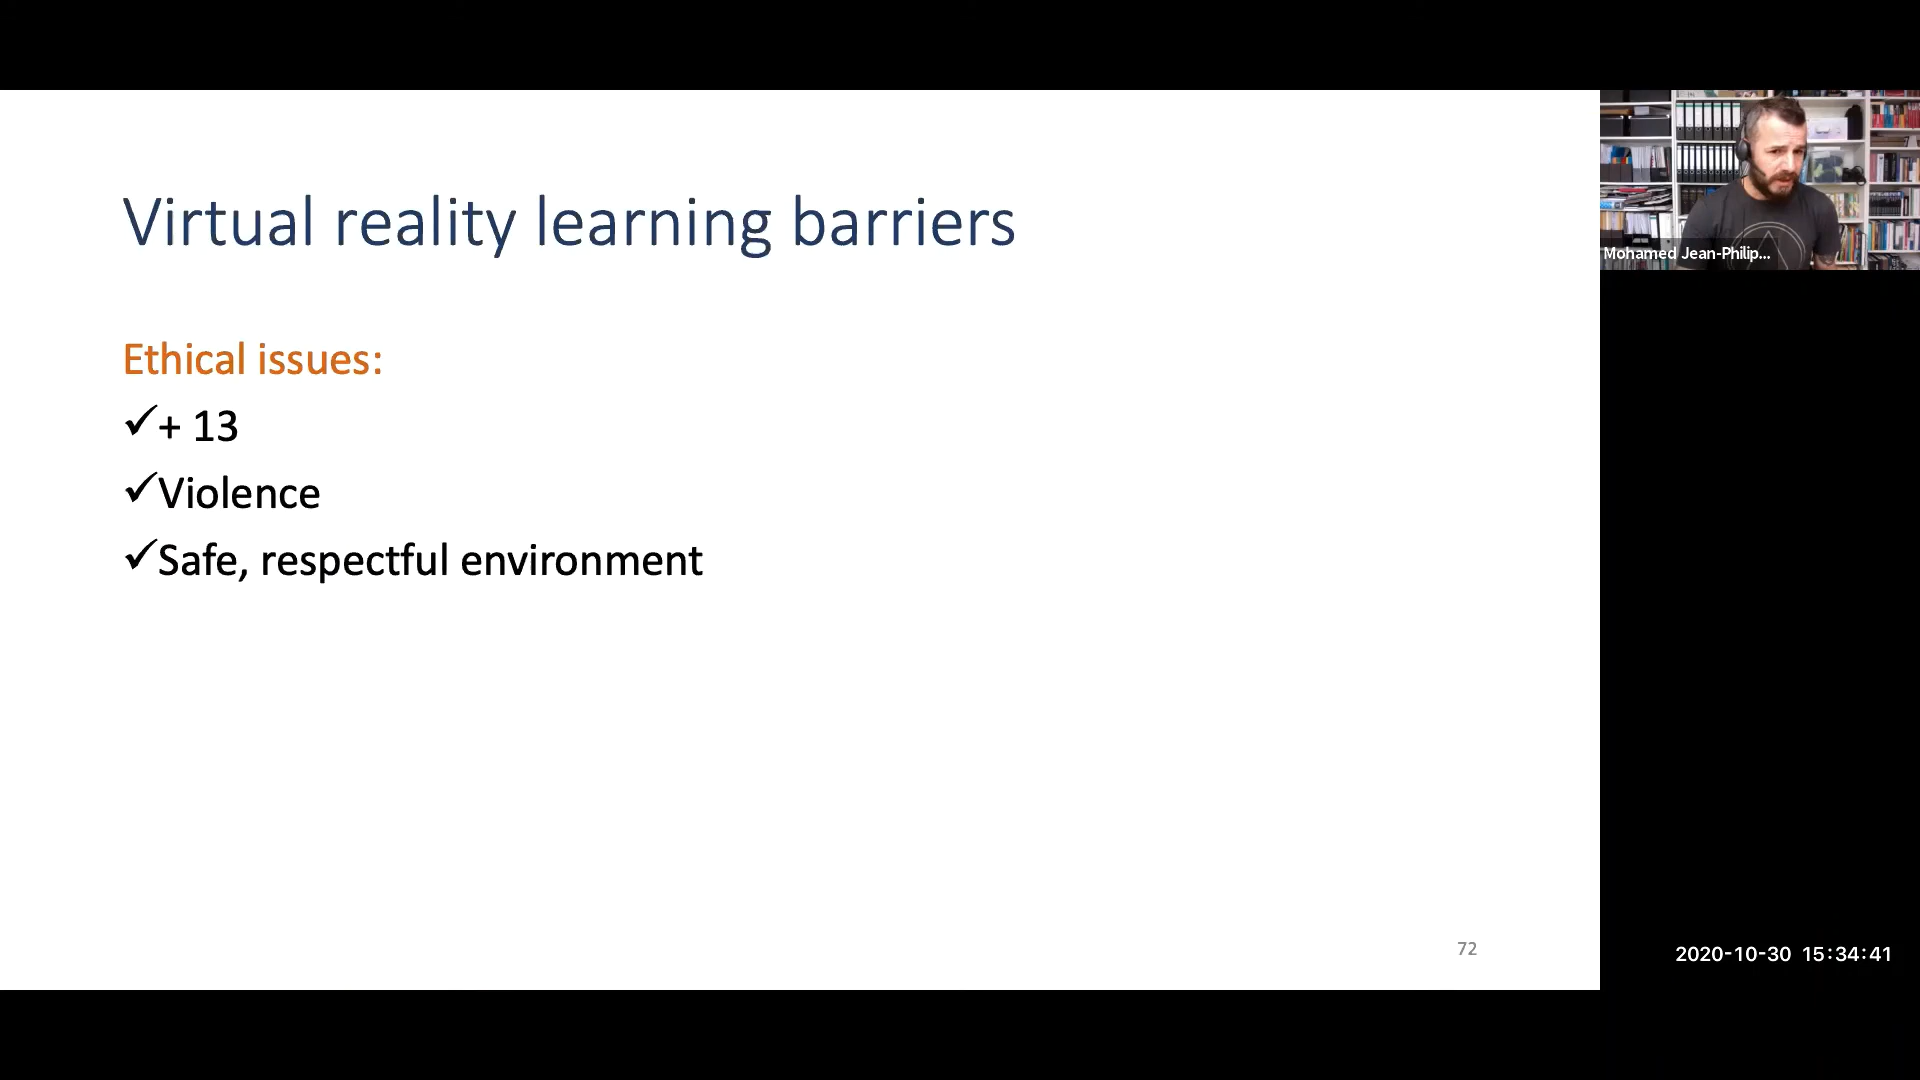 Virtual reality learning barriers
Ethical issues:
✓+ 13
✓Violence
✓Safe, respectful environment
72
Mohamed Jean-Philip...
2020-10-30 15:34:41